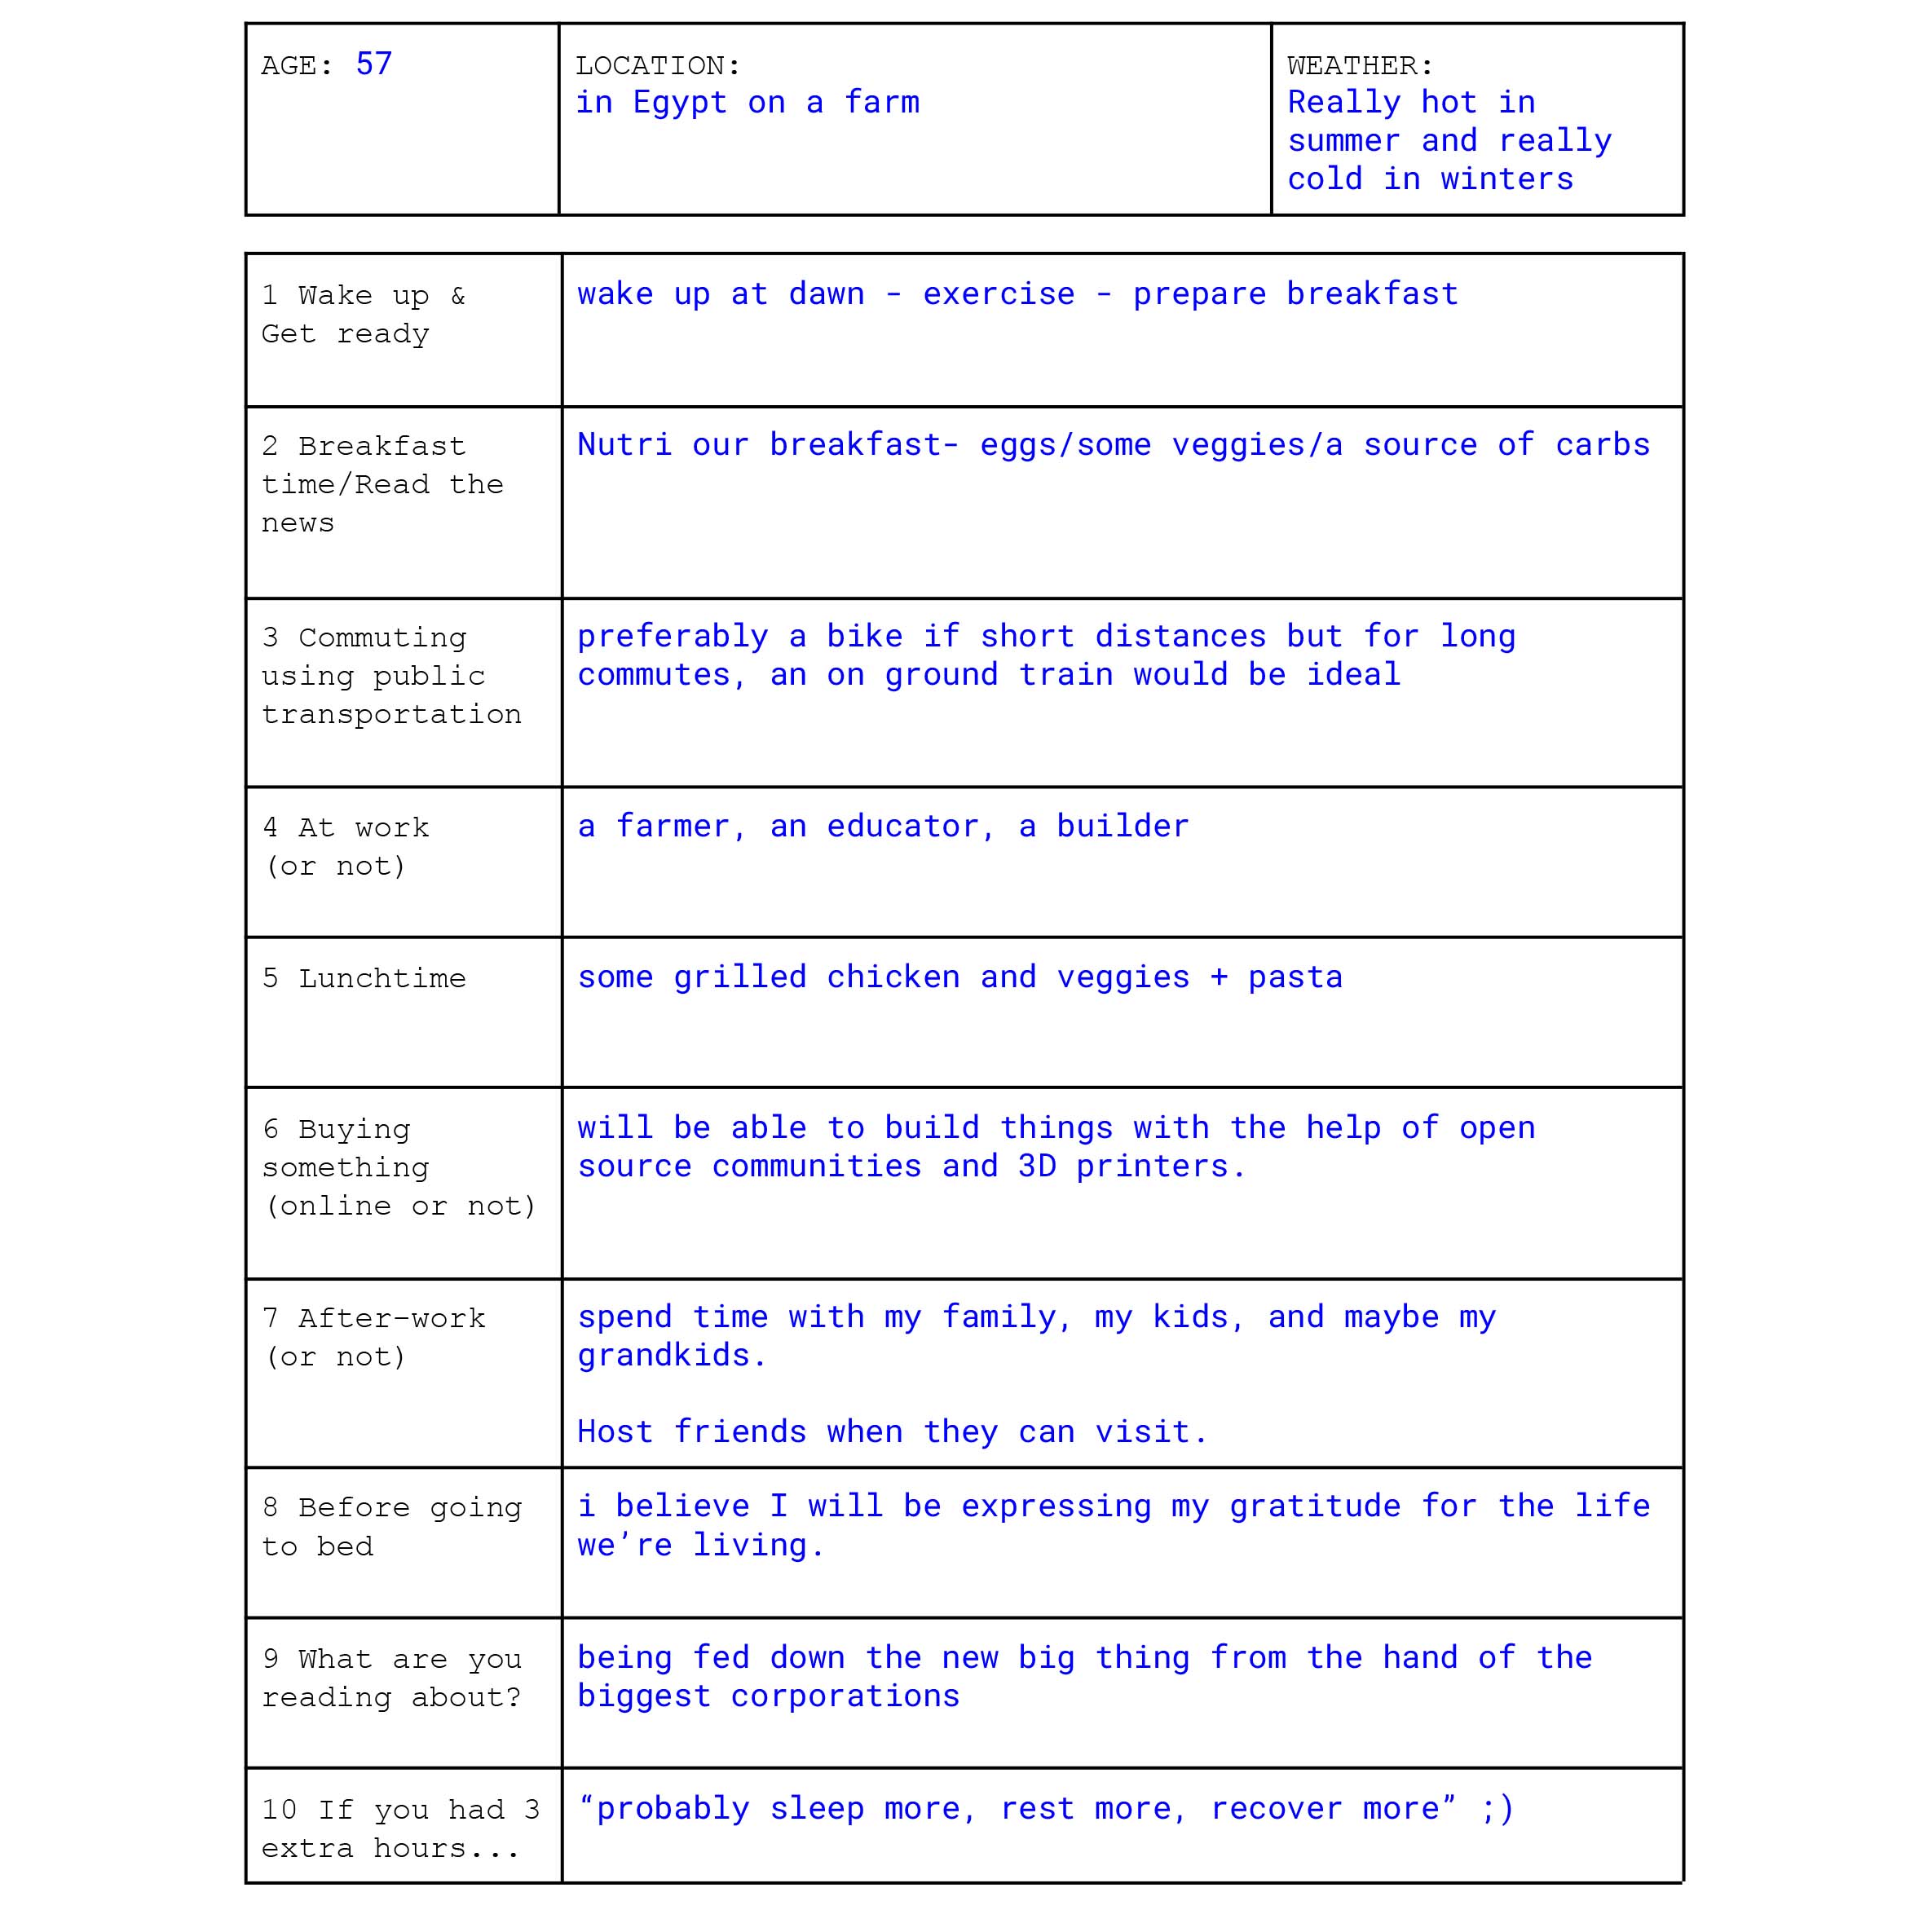 AGE: 57
LOCATION:
in Egypt on a farm
WEATHER:
Really hot in
summer and really
cold in winters
1 Wake up &
Get ready
wake up at dawn - exercise - prepare breakfast
2 Breakfast
time/Read the
news
Nutri our breakfast- eggs/some veggies/a source of carbs
3 Commuting
using public
transportation
preferably a bike if short distances but for long
commutes, an on ground train would be ideal
4 At work
(or not)
a farmer, an educator, a builder
5 Lunchtime
some grilled chicken and veggies + pasta
6 Buying
something
(online or not)
will be able to build things with the help of open
source communities and 3D printers.
7 After-work
(or not)
spend time with my family, my kids, and maybe my
grandkids.
Host friends when they can visit.
8 Before going
to bed
i believe I will be expressing my gratitude for the life
we’re living.
9 What are you
reading about?
being fed down the new big thing from the hand of the
biggest corporations
10 If you had 3
extra hours...
“probably sleep more, rest more, recover more” ;)